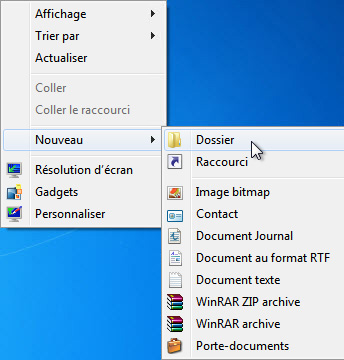 Affichage
Trier par
Actualiser
Coller
Coller le raccourci
Nouveau
Résolution d'écran
Gadgets
Personnaliser
Dossier
Raccourci
Image bitmap
Contact
Document Journal
Document au format RTF
Document texte
WinRAR ZIP archive
WinRAR archive
Porte-documents